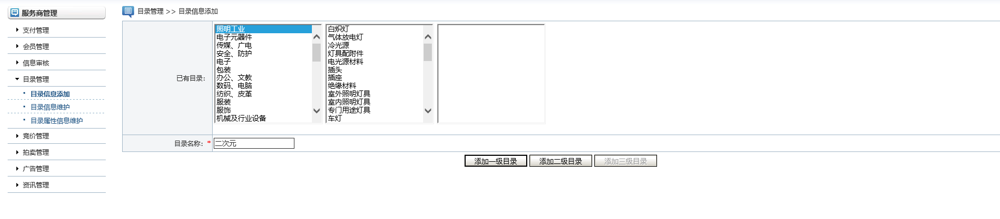 服务商管理
支付管理
会员管理
信息审核
目录管理
目录信息添加
目录信息维护
目录属性信息维护
竞价管理
拍卖管理
广告管理
资讯管理
目录管理 >> 目录信息添加
已有目录:
照明工业
电子元器件
传媒、广电
安全、防护
电子
包装
办公、文教
数码、电脑
纺织、皮革
服装
服饰
机械及行业设备
白炽灯
气体放电灯
冷光源
灯具配附件
电光源材料
插头
插座
绝缘材料
室外照明灯具
室内照明灯具
专门用途灯具
车灯
目录名称: * 二次元
添加一级目录 添加二级目录 添加三级目录